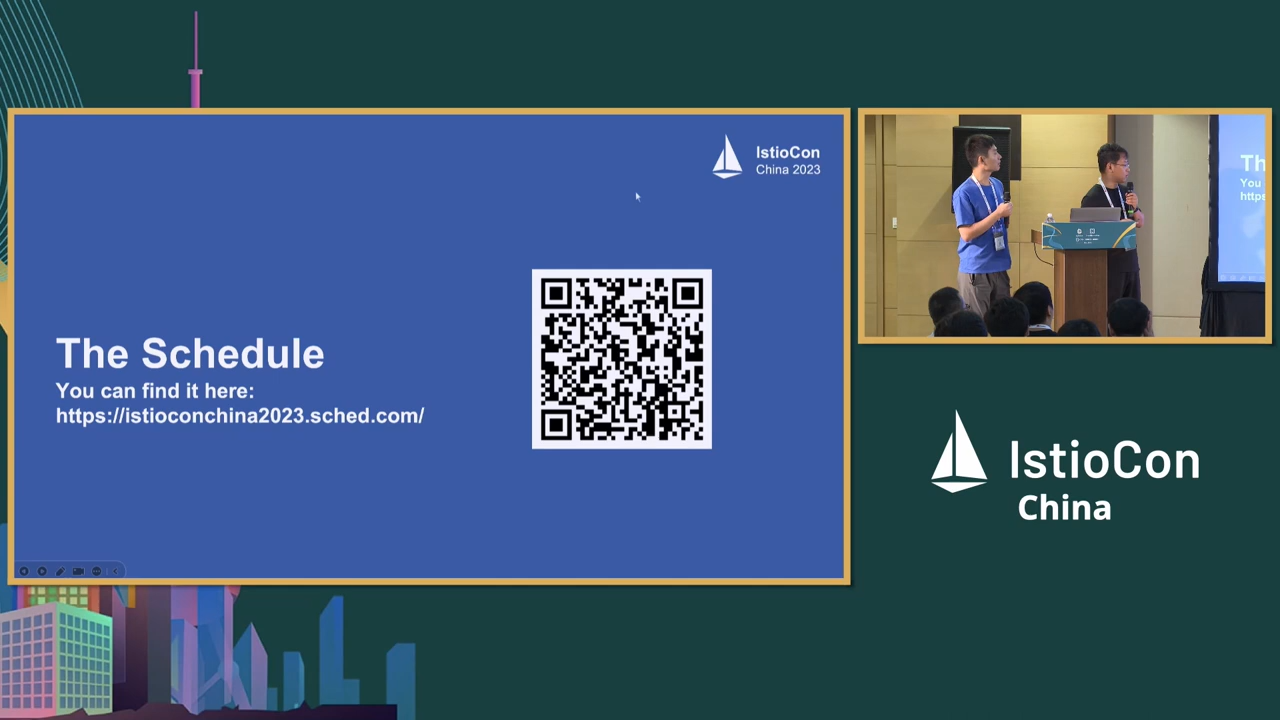 IstioCon
China 2023
The Schedule
You can find it here:
https://istioconchina2023.sched.com/
Th
You
https
IstioCon
China